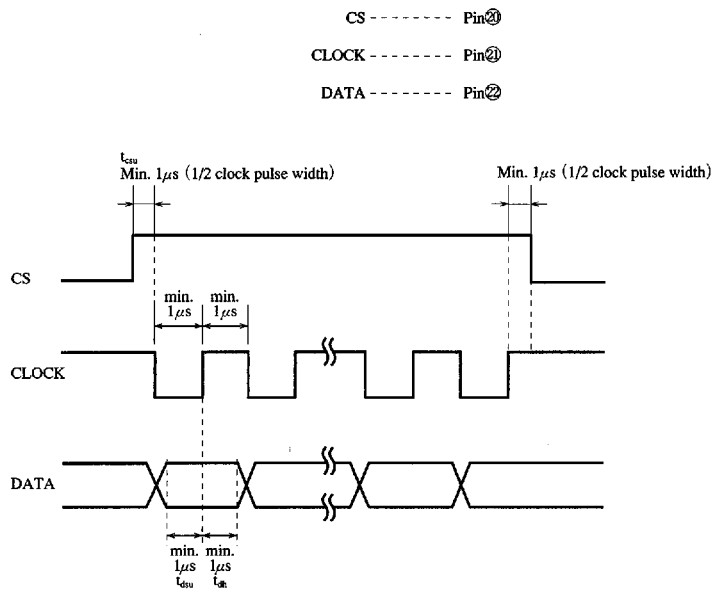 CS -------- Pin⑳
CLOCK -------- Pin㉑
DATA -------- Pin㉒
tcsu
Min. 1μs (1/2 clock pulse width)
Min. 1μs (1/2 clock pulse width)
CS
min.
1μs
min.
1μs
CLOCK
DATA
min.
1μs
tdsu
min.
1μs
tdh